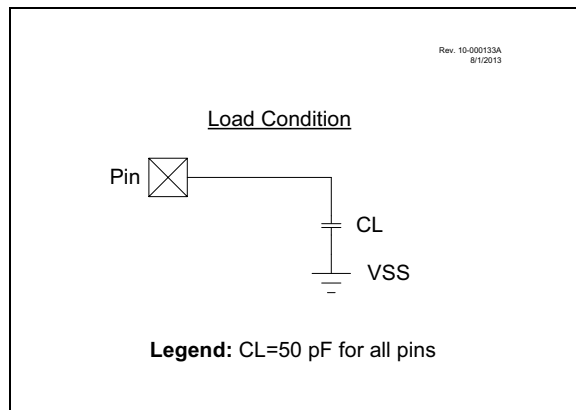 Rev. 10-000133A
8/1/2013
Load Condition
Pin
CL
VSS
Legend: CL=50 pF for all pins